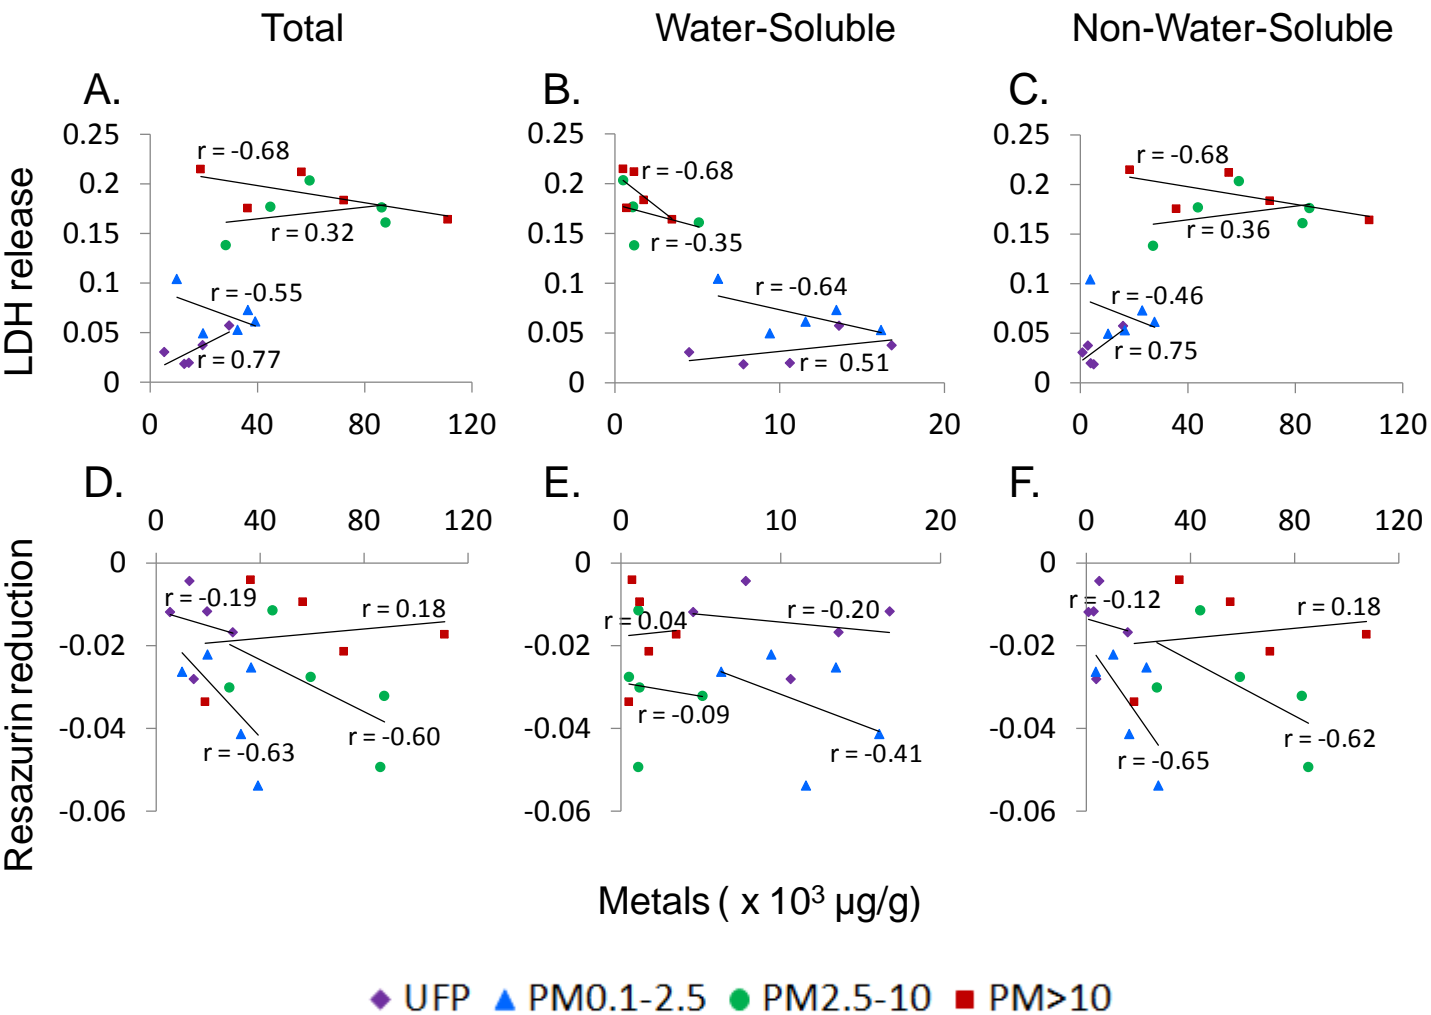 Total Water-Soluble Non-Water-Soluble
A. B. C.
LDH release
0.25
0.2
0.15
0.1
0.05
0
0 40 80 120
r = -0.68
r = 0.32
r = -0.55
r = 0.77
0.25
0.2
0.15
0.1
0.05
0
0 10 20
r = -0.68
r = -0.35
r = -0.64
r = 0.51
0.25
0.2
0.15
0.1
0.05
0
0 40 80 120
r = -0.68
r = 0.36
r = -0.46
r = 0.75
D. E. F.
Resazurin reduction
0 40 80 120
0
-0.02
-0.04
-0.06
r = -0.19
r = 0.18
r = -0.63
r = -0.60
0 10 20
0
-0.02
-0.04
-0.06
r = 0.04
r = -0.20
r = -0.09
r = -0.41
0 40 80 120
0
-0.02
-0.04
-0.06
r = -0.12
r = 0.18
r = -0.65
r = -0.62
Metals ( x 10³ µg/g)
UFP PM0.1-2.5 PM2.5-10 PM>10